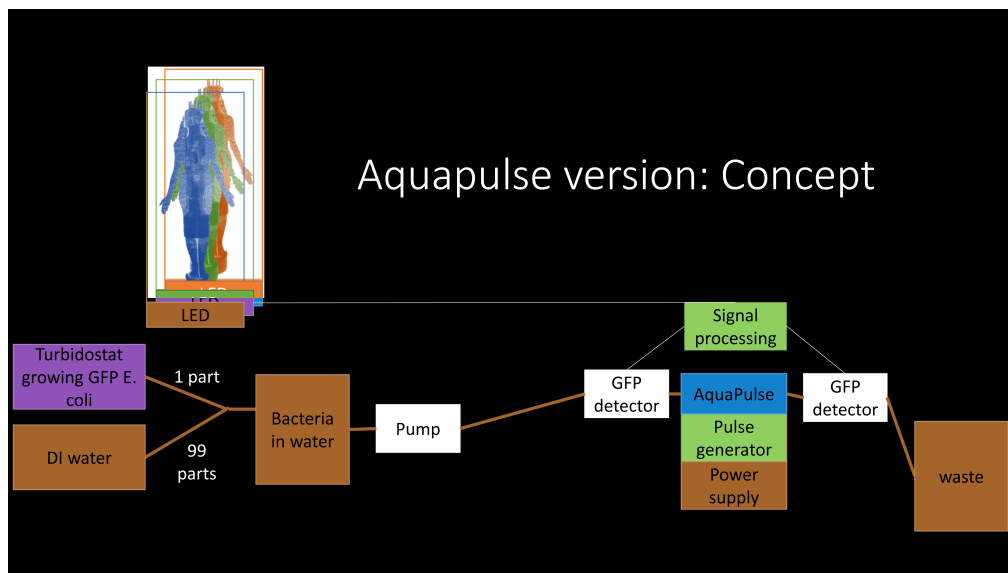 Aquapulse version: Concept
LED
Signal
processing
Turbidostat
growing GFP E.
coli
1 part
DI water
99
parts
Bacteria
in water
Pump
GFP
detector
AquaPulse
Pulse
generator
Power
supply
GFP
detector
waste